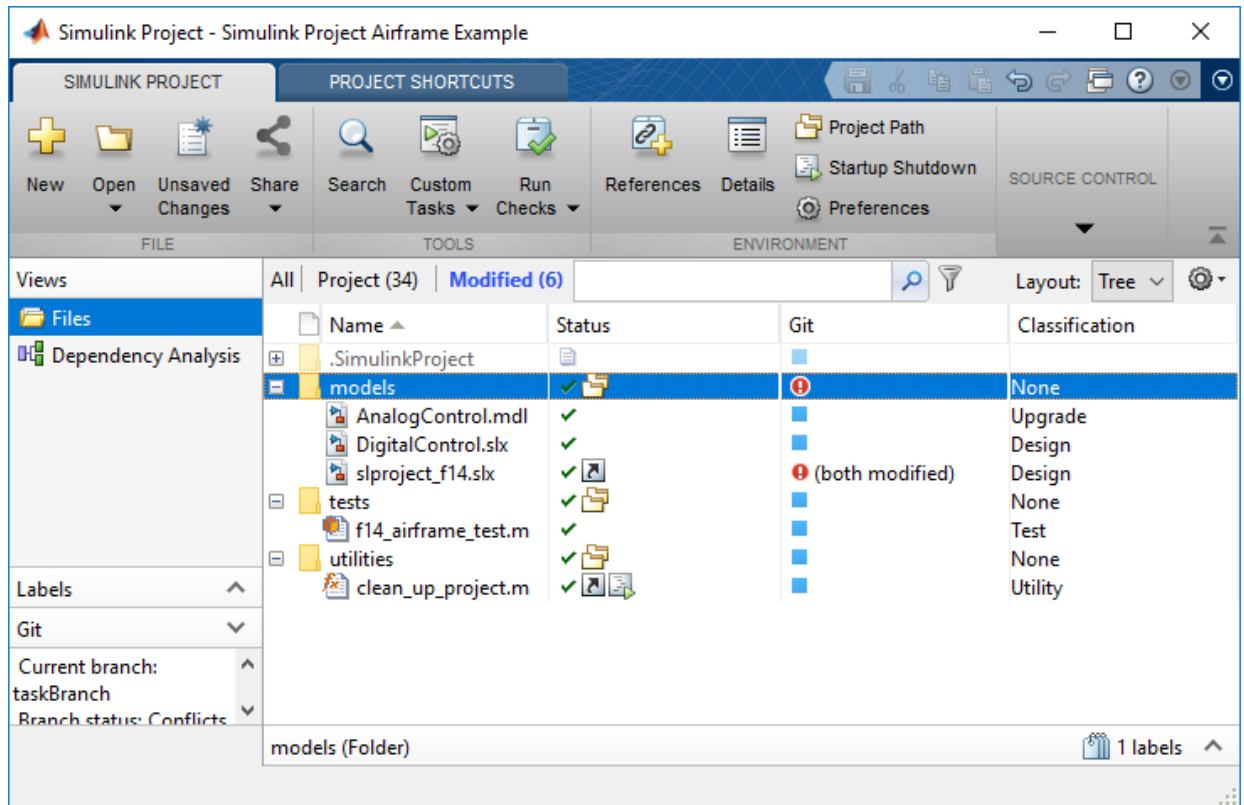 Simulink Project - Simulink Project Airframe Example
SIMULINK PROJECT PROJECT SHORTCUTS
New Open Unsaved Changes Share Search Custom Tasks Run Checks References Details Project Path
Startup Shutdown
Preferences
SOURCE CONTROL
FILE TOOLS ENVIRONMENT
Views All Project (34) Modified (6) Layout: Tree
Files Name Status Git Classification
Dependency Analysis .SimulinkProject
models None
AnalogControl.mdl Upgrade
DigitalControl.slx Design
slproject_f14.slx (both modified) Design
tests None
f14_airframe_test.m Test
utilities None
clean_up_project.m Utility
Labels
Git
Current branch:
taskBranch
Branch status: Conflicts
models (Folder) 1 labels